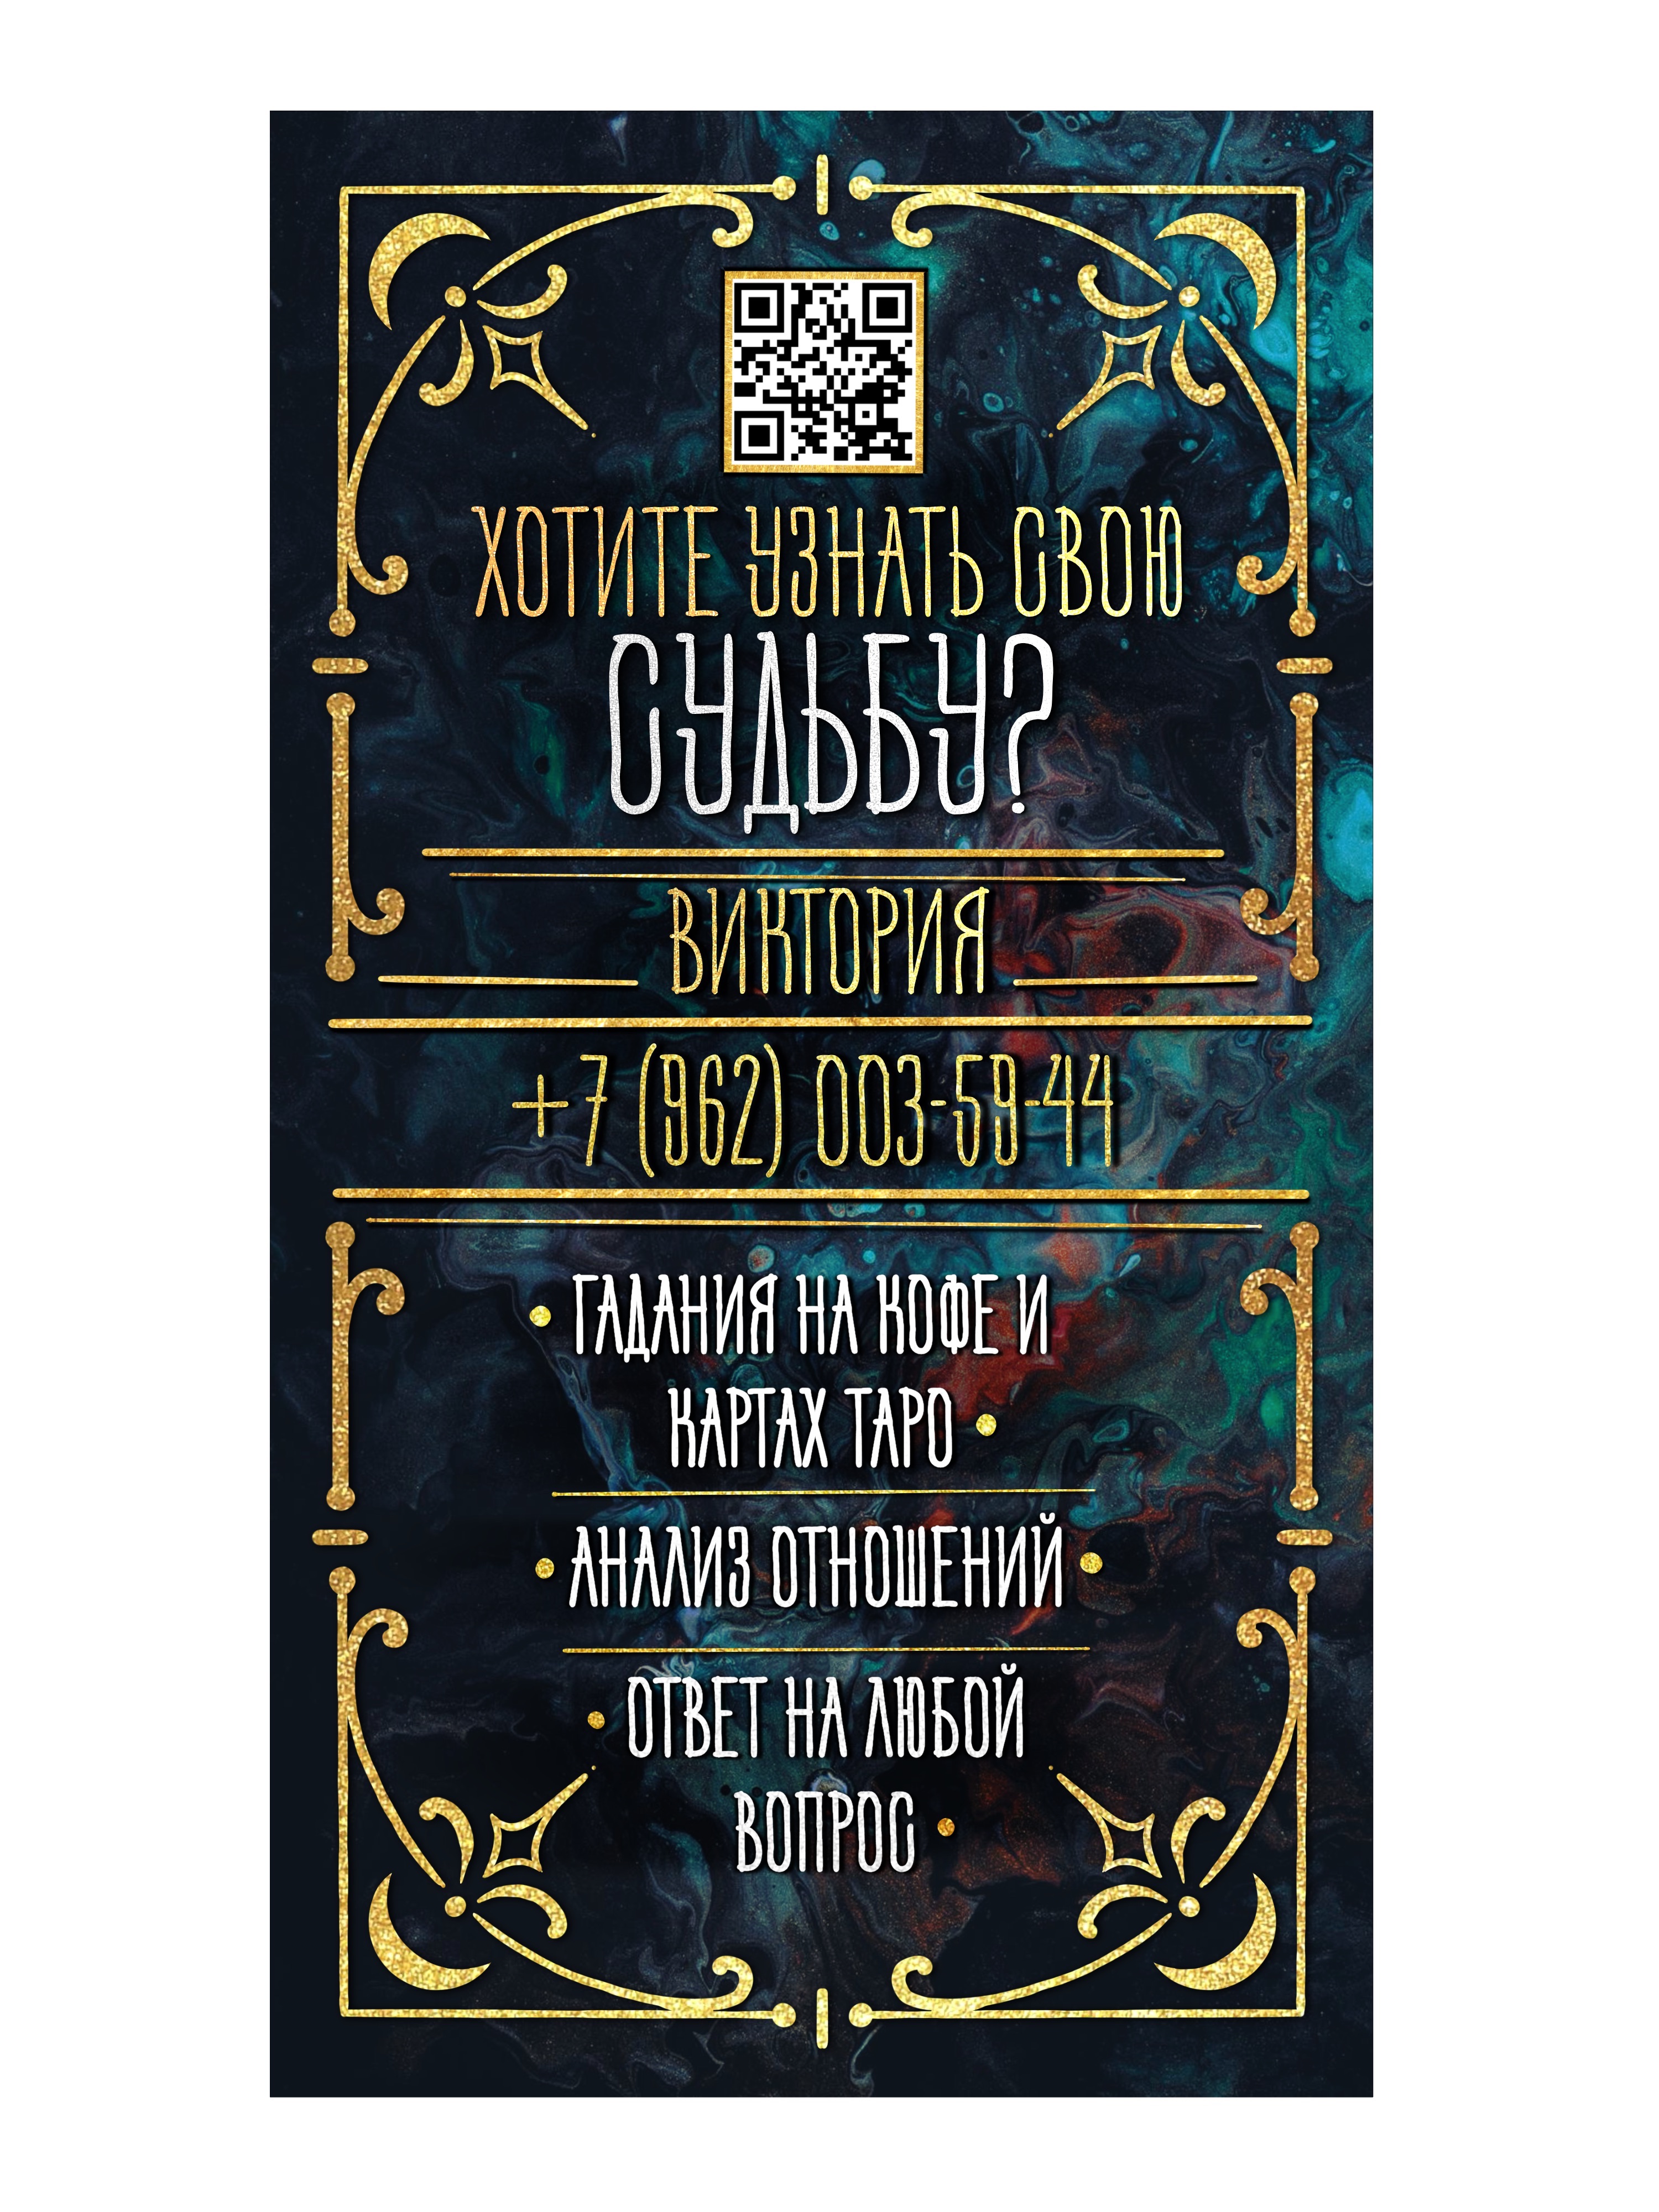 ХОТИТЕ УЗНАТЬ СВОЮ
СУДЬБУ?
ВИКТОРИЯ
+7 (962) 003-59-44
• ГАДАНИЯ НА КОФЕ И
КАРТАХ ТАРО •
• АНАЛИЗ ОТНОШЕНИЙ •
• ОТВЕТ НА ЛЮБОЙ
ВОПРОС •